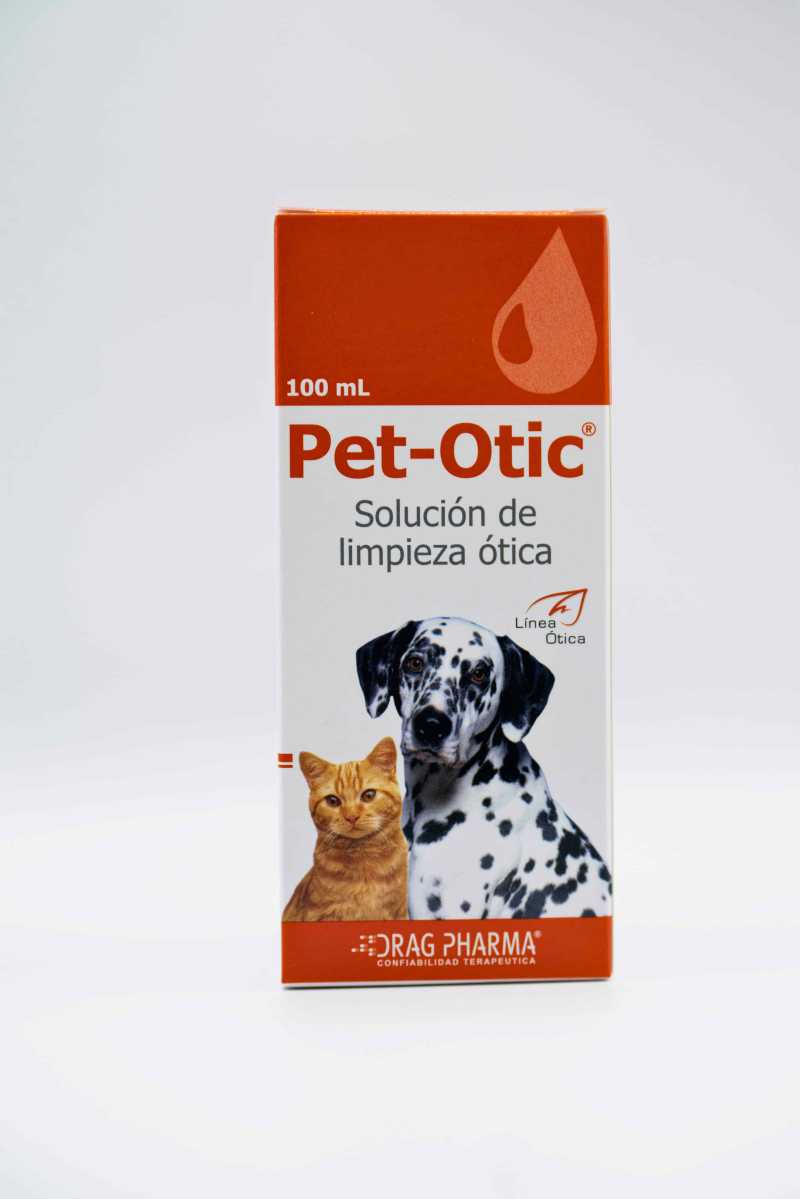 100 mL
Pet-Otic®
Solución de
limpieza ótica
Línea
Ótica
DRAG PHARMA®
CONFIABILIDAD TERAPEUTICA